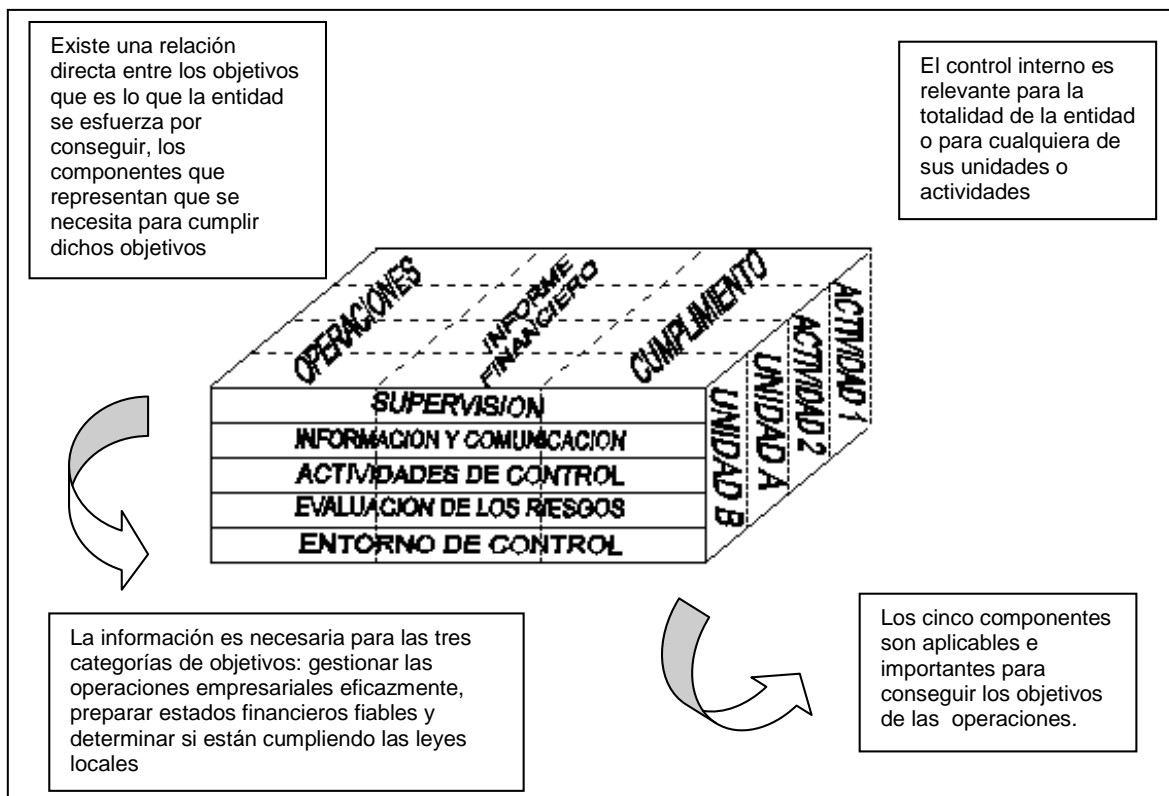 Existe una relación
directa entre los objetivos
que es lo que la entidad
se esfuerza por
conseguir, los
componentes que
representan que se
necesita para cumplir
dichos objetivos
El control interno es
relevante para la
totalidad de la entidad
o para cualquiera de
sus unidades o
actividades
OPERACIONES
INFORME
FINANCIERO
CUMPLIMIENTO
SUPERVISION
INFORMACION Y COMUNICACION
ACTIVIDADES DE CONTROL
EVALUACION DE LOS RIESGOS
ENTORNO DE CONTROL
UNIDAD B
UNIDAD A
ACTIVIDAD 2
ACTIVIDAD 1
La información es necesaria para las tres
categorías de objetivos: gestionar las
operaciones empresariales eficazmente,
preparar estados financieros fiables y
determinar si están cumpliendo las leyes
locales
Los cinco componentes
son aplicables e
importantes para
conseguir los objetivos
de las  operaciones.